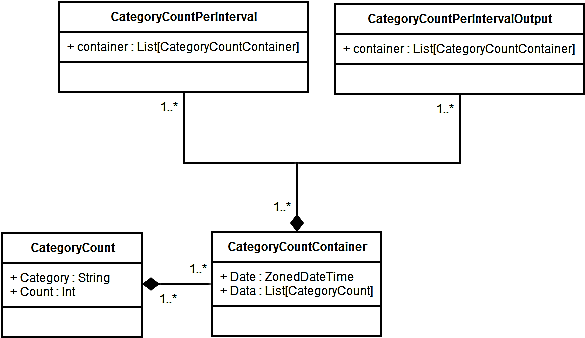 CategoryCountPerInterval
+ container : List[CategoryCountContainer]
CategoryCountPerIntervalOutput
+ container : List[CategoryCountContainer]
1..*
1..*
1..*
CategoryCount
+ Category : String
+ Count : Int
1..*
1..*
CategoryCountContainer
+ Date : ZonedDateTime
+ Data : List[CategoryCount]